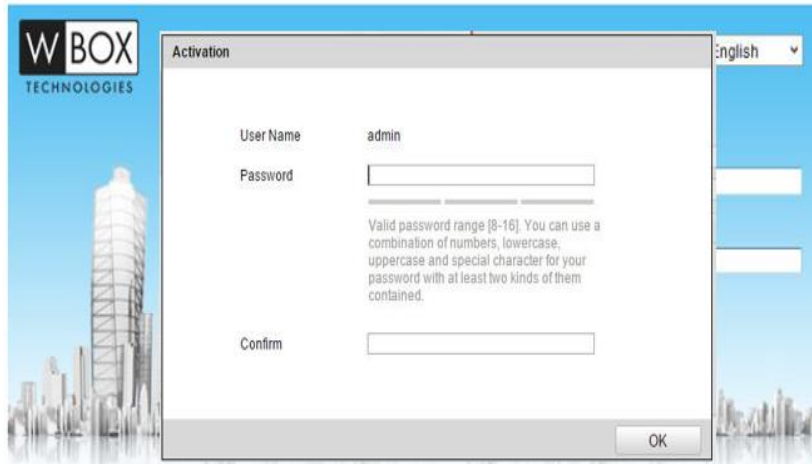 W BOX
TECHNOLOGIES
Activation
English
User Name admin
Password
Valid password range [8-16]. You can use a
combination of numbers, lowercase,
uppercase and special character for your
password with at least two kinds of them
contained.
Confirm
OK